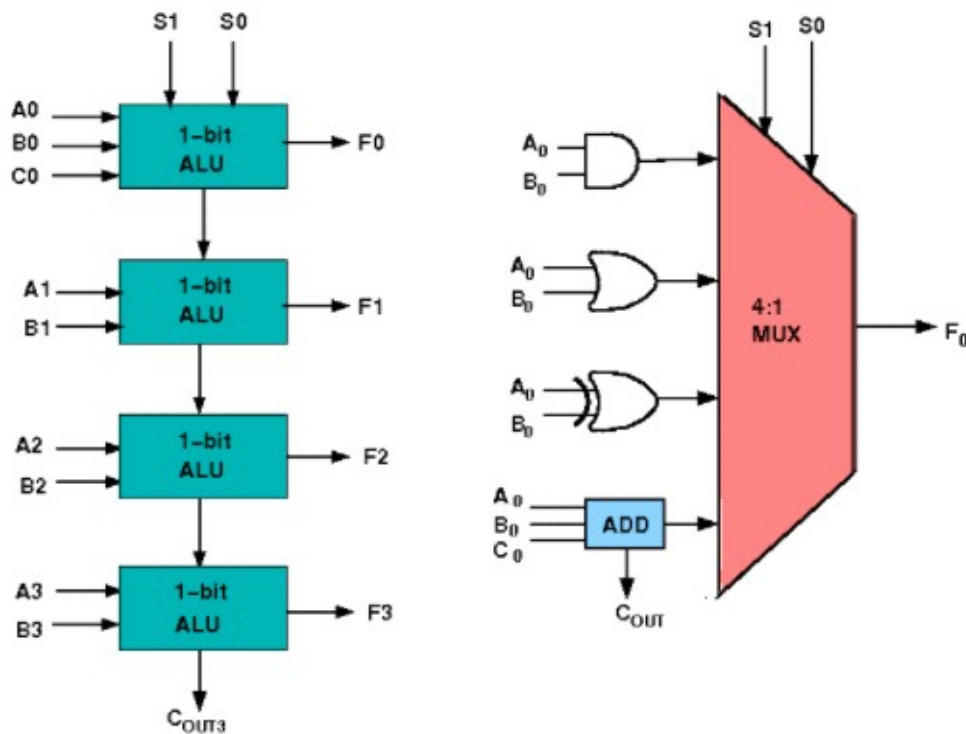 S1 S0
A0
B0
C0
1-bit
ALU
F0
A1
B1
1-bit
ALU
F1
A2
B2
1-bit
ALU
F2
A3
B3
1-bit
ALU
F3
COUT3
S1 S0
A0
B0
A0
B0
A0
B0
A0
B0
C0
ADD
COUT
4:1
MUX
F0